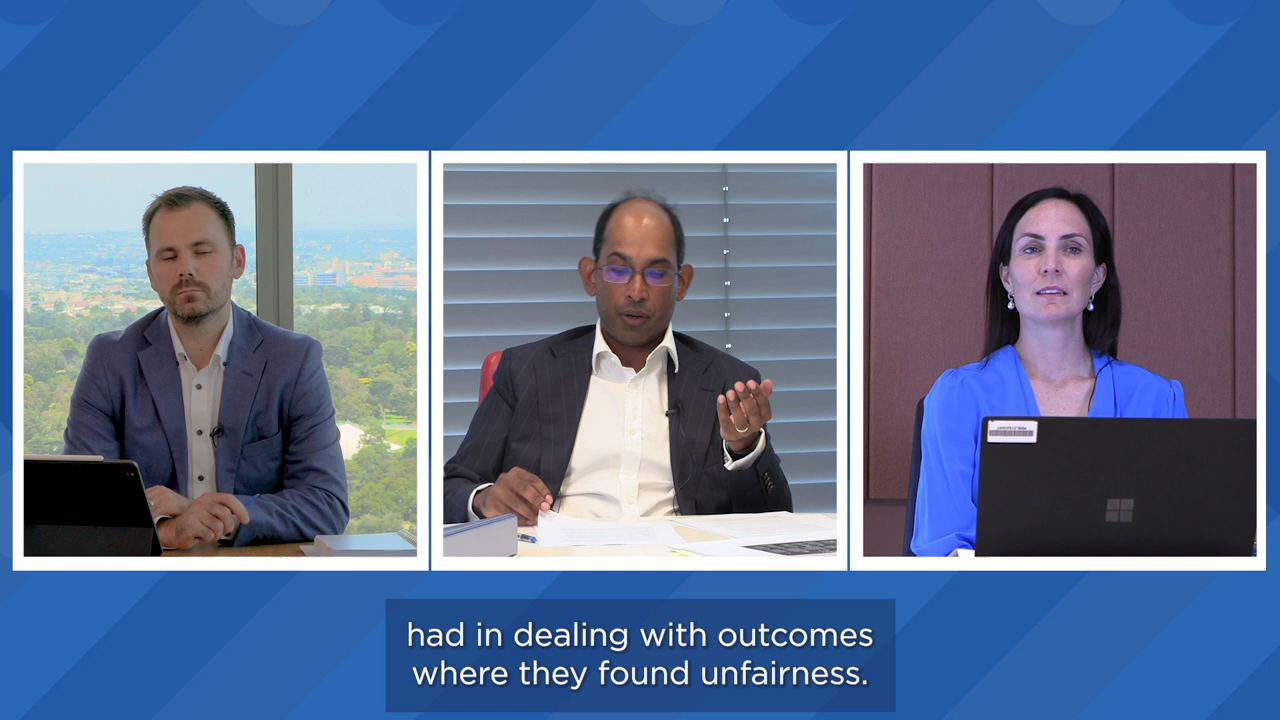 had in dealing with outcomes
where they found unfairness.